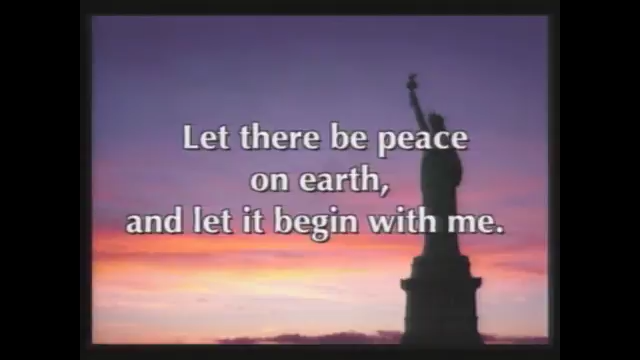 Let there be peace
on earth,
and let it begin with me.